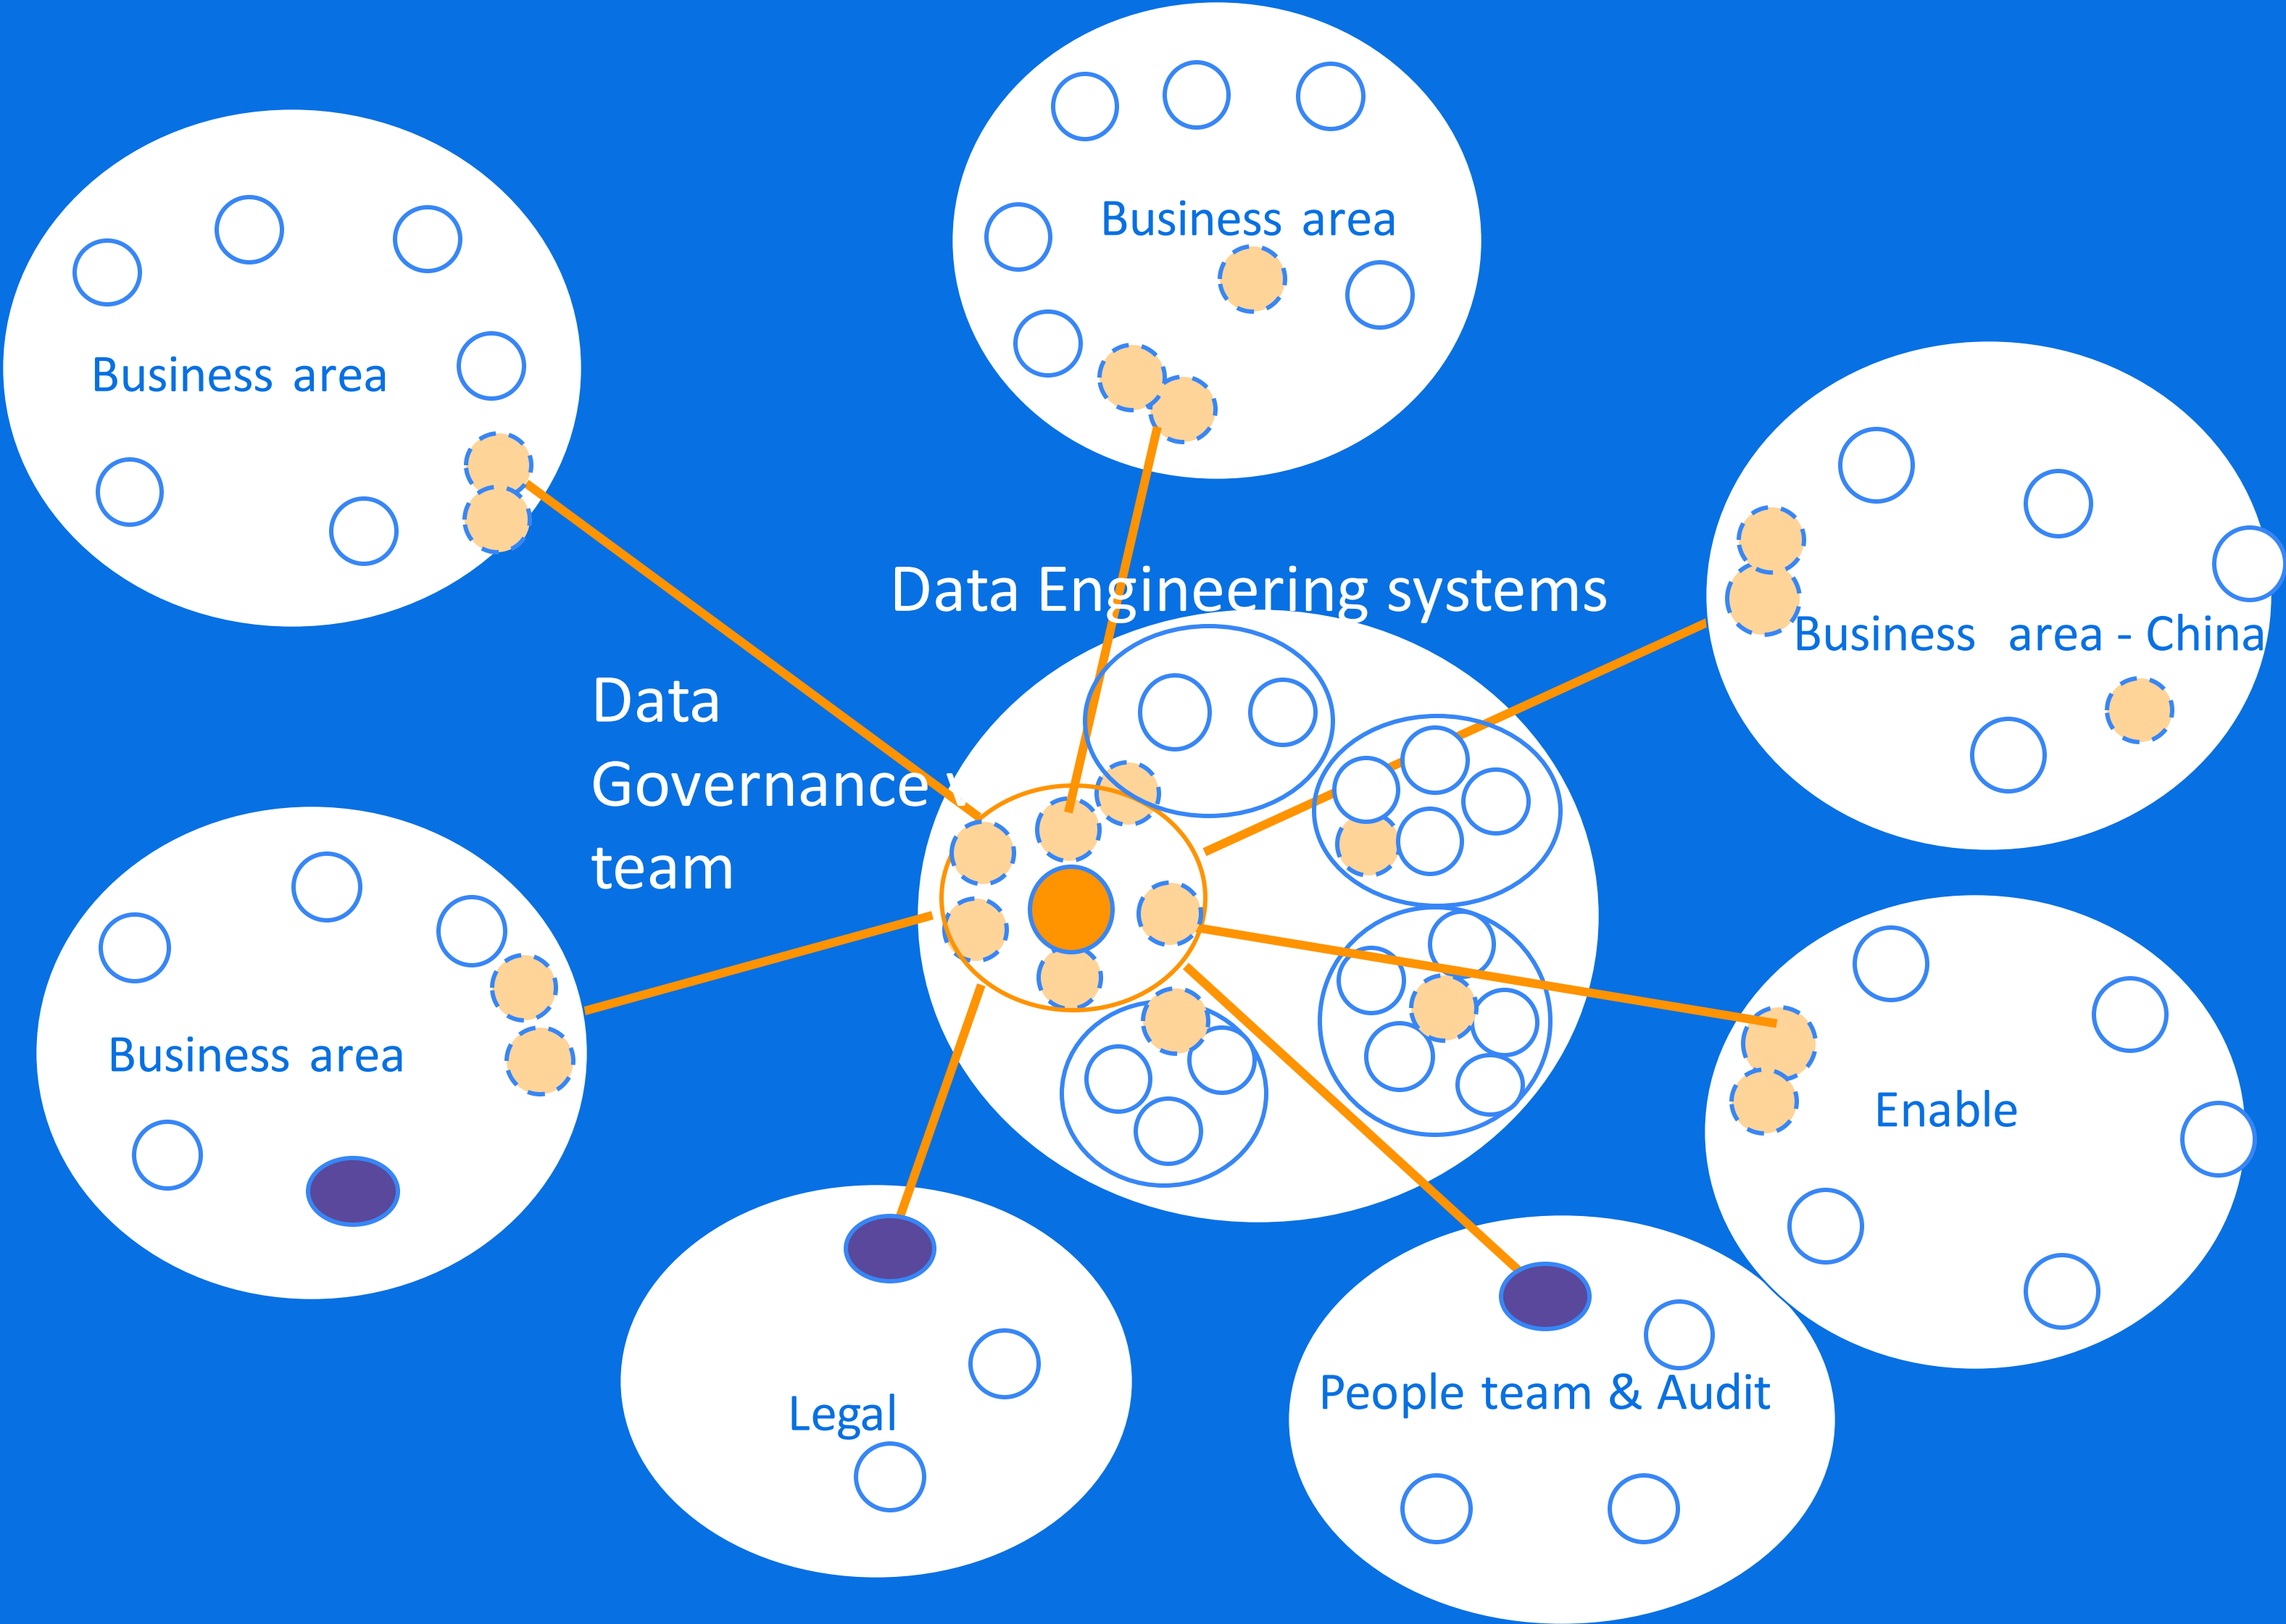 Business area
Business area
Data Engineering systems
Business area - China
Data
Governance
team
Business area
Enable
Legal
People team & Audit